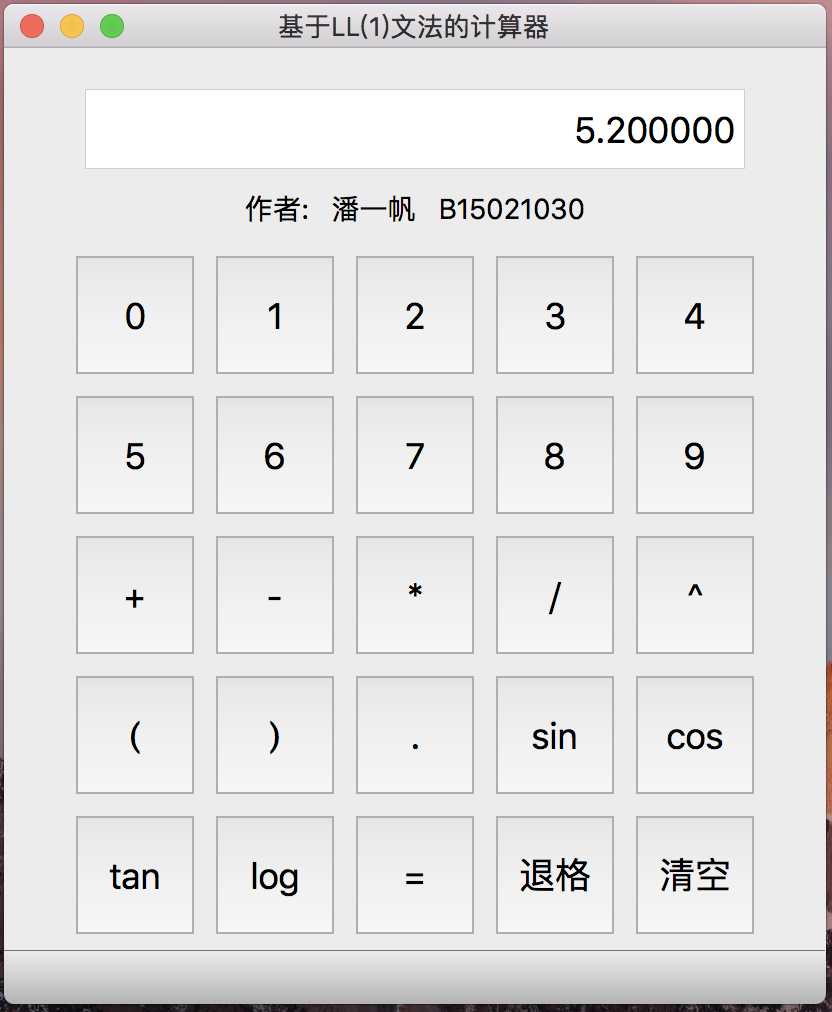 基于LL(1)文法的计算器
5.200000
作者: 潘一帆 B15021030
0 1 2 3 4
5 6 7 8 9
+ - * / ^
( ) . sin cos
tan log = 退格 清空